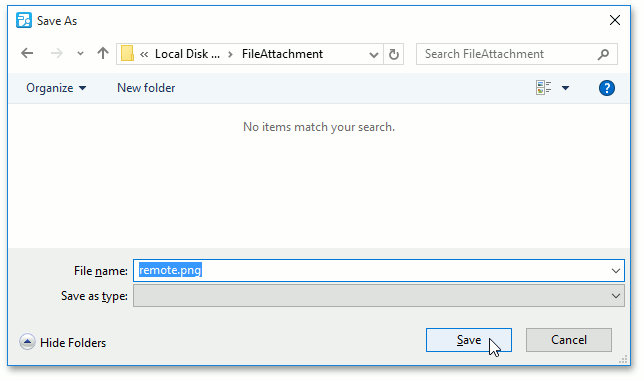 Save As
« Local Disk ... › FileAttachment
Search FileAttachment
Organize
New folder
?
No items match your search.
File name: remote.png
Save as type:
Hide Folders
Save
Cancel